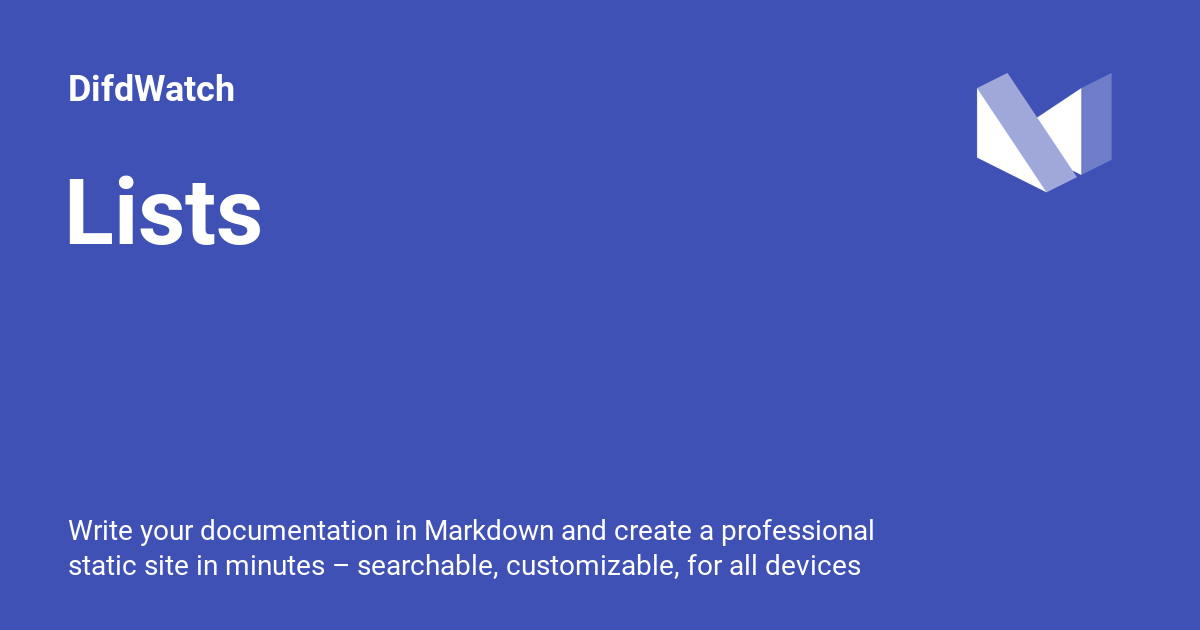 DifdWatch
Lists
Write your documentation in Markdown and create a professional
static site in minutes – searchable, customizable, for all devices